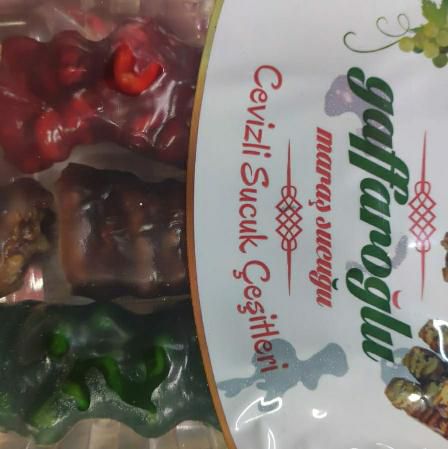 gaffaroğlu
maraş sucuğu
Cevizli Sucuk Çeşitleri